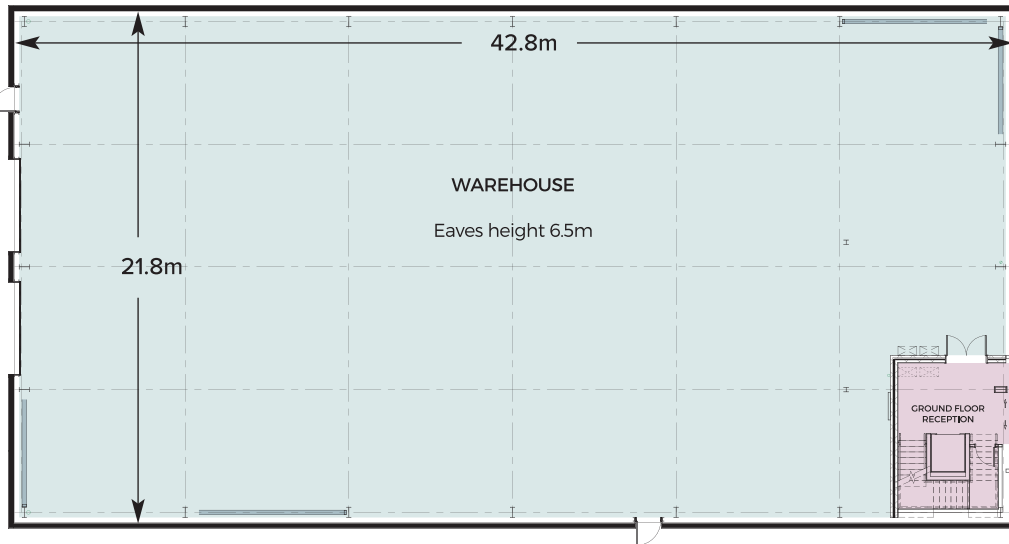 42.8m
WAREHOUSE
Eaves height 6.5m
21.8m
GROUND FLOOR
RECEPTION